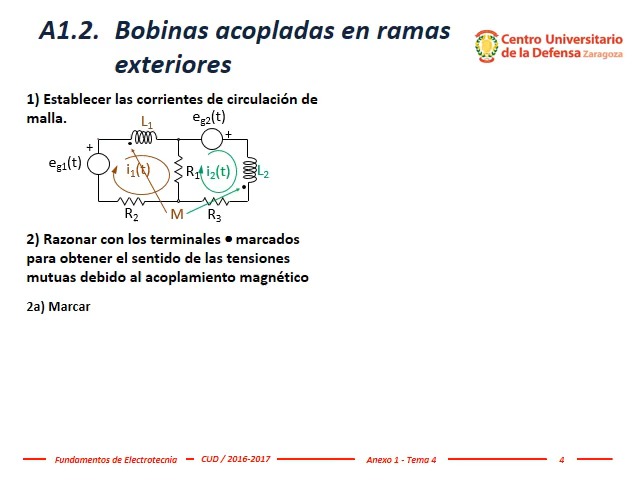 A1.2. Bobinas acopladas en ramas
exteriores
Centro Universitario
de la Defensa Zaragoza
1) Establecer las corrientes de circulación de
malla.
L1
eg2(t)
+
+
eg1(t)
i1(t)
R1
i2(t)
L2
R2
M
R3
2) Razonar con los terminales • marcados
para obtener el sentido de las tensiones
mutuas debido al acoplamiento magnético
2a) Marcar
Fundamentos de Electrotecnia
CUD / 2016-2017
Anexo 1 - Tema 4
4